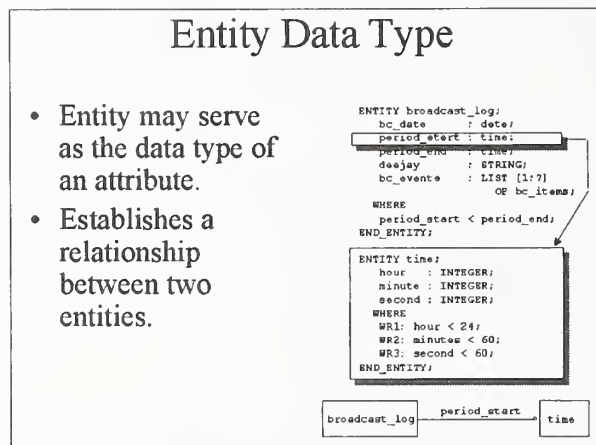 Entity Data Type
• Entity may serve
as the data type of
an attribute.
• Establishes a
relationship
between two
entities.
ENTITY broadcast_log;
bc_date : date;
period_start : time;
period_end : time;
deejay : STRING;
bc_events : LIST [1:?]
OF bc_items;
WHERE
period_start < period_end;
END_ENTITY;
ENTITY time;
hour : INTEGER;
minute : INTEGER;
second : INTEGER;
WHERE
WR1: hour < 24;
WR2: minutes < 60;
WR3: second < 60;
END_ENTITY;
broadcast_log period_start time